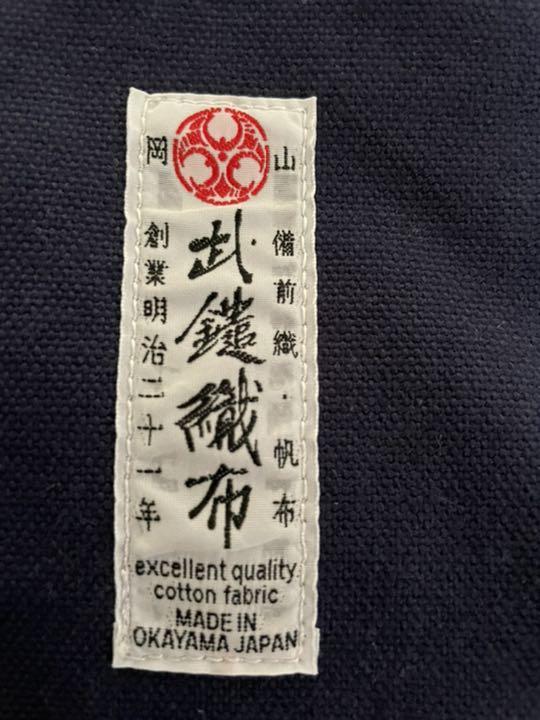 岡山
備前織・帆布
武鑓織布
創業明治二十一年
excellent quality
cotton fabric
MADE IN
OKAYAMA JAPAN